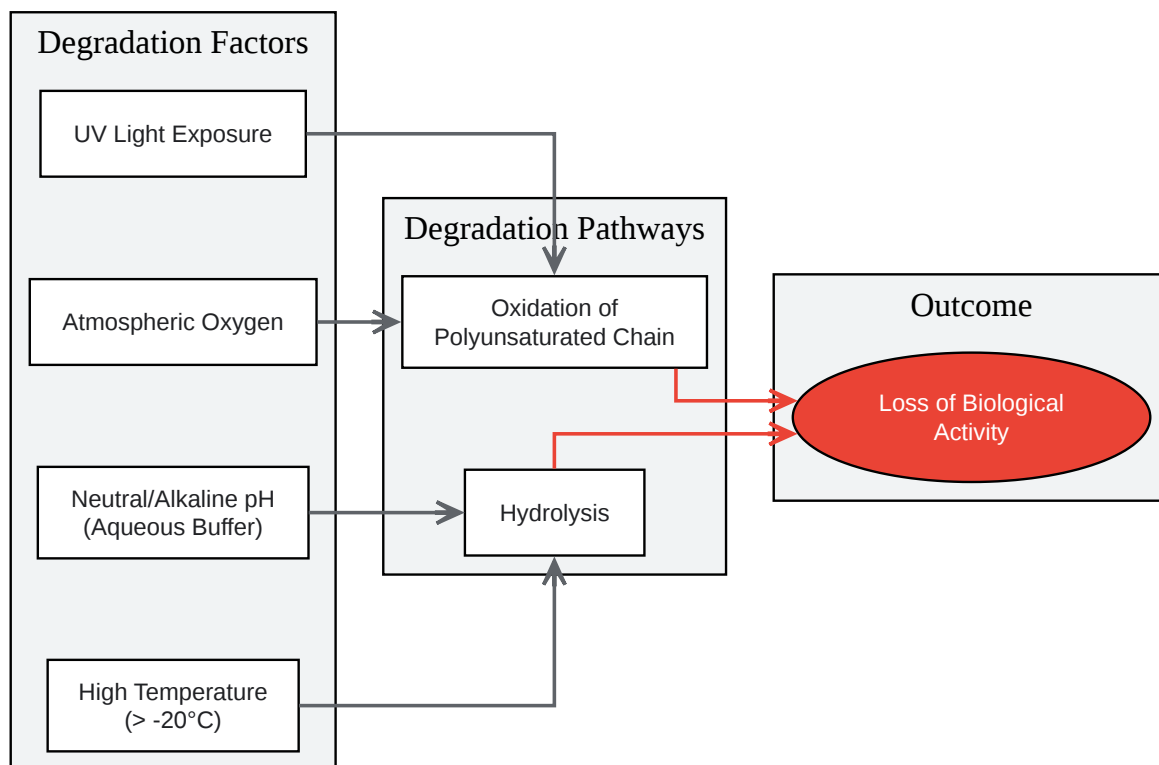 Degradation Factors
UV Light Exposure
Atmospheric Oxygen
Neutral/Alkaline pH
(Aqueous Buffer)
High Temperature
(> -20°C)
Degradation Pathways
Oxidation of
Polyunsaturated Chain
Hydrolysis
Outcome
Loss of Biological
Activity